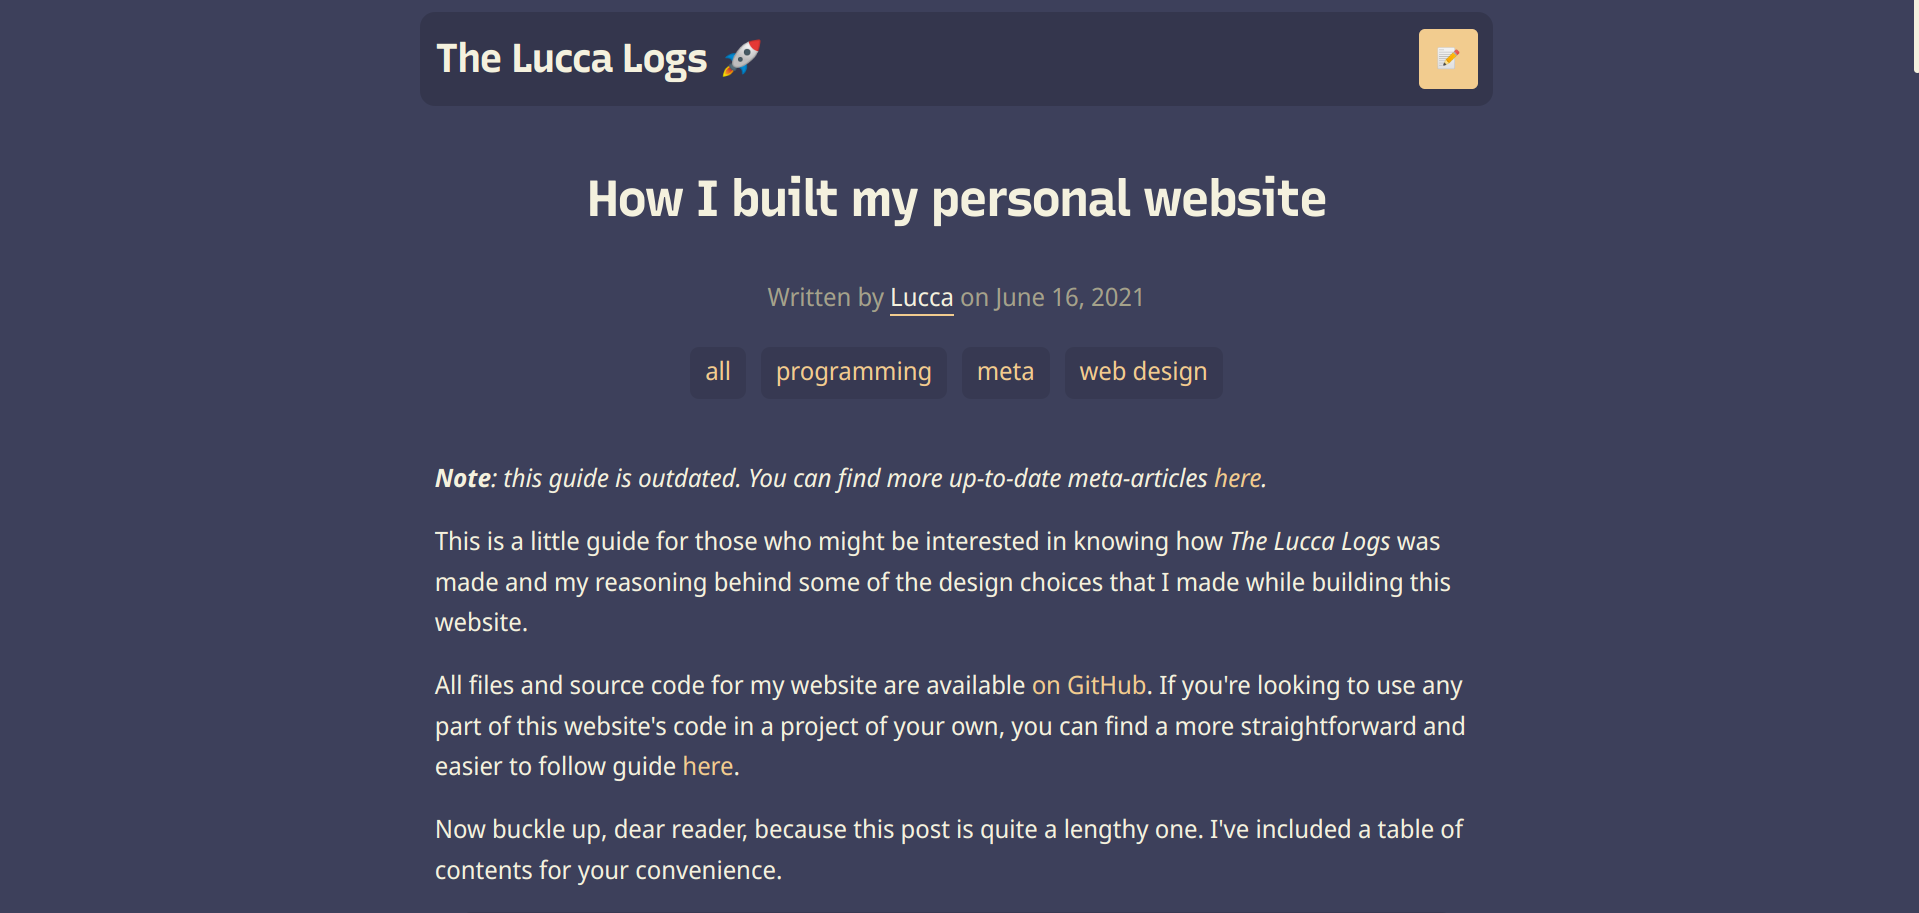 The Lucca Logs 🚀
📝
How I built my personal website
Written by Lucca on June 16, 2021
all programming meta web design
Note: this guide is outdated. You can find more up-to-date meta-articles here.
This is a little guide for those who might be interested in knowing how The Lucca Logs was
made and my reasoning behind some of the design choices that I made while building this
website.
All files and source code for my website are available on GitHub. If you're looking to use any
part of this website's code in a project of your own, you can find a more straightforward and
easier to follow guide here.
Now buckle up, dear reader, because this post is quite a lengthy one. I've included a table of
contents for your convenience.